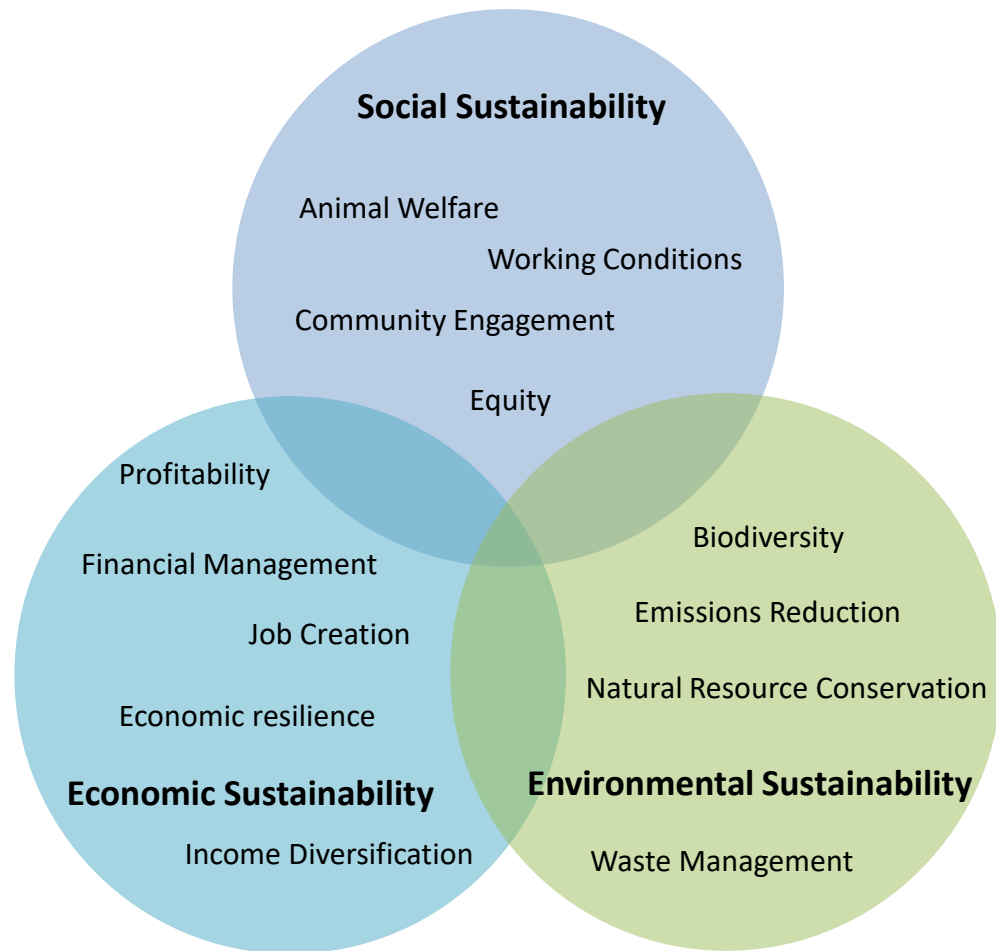 Social Sustainability
Animal Welfare
Working Conditions
Community Engagement
Equity
Profitability
Financial Management
Job Creation
Economic resilience
Economic Sustainability
Income Diversification
Biodiversity
Emissions Reduction
Natural Resource Conservation
Environmental Sustainability
Waste Management